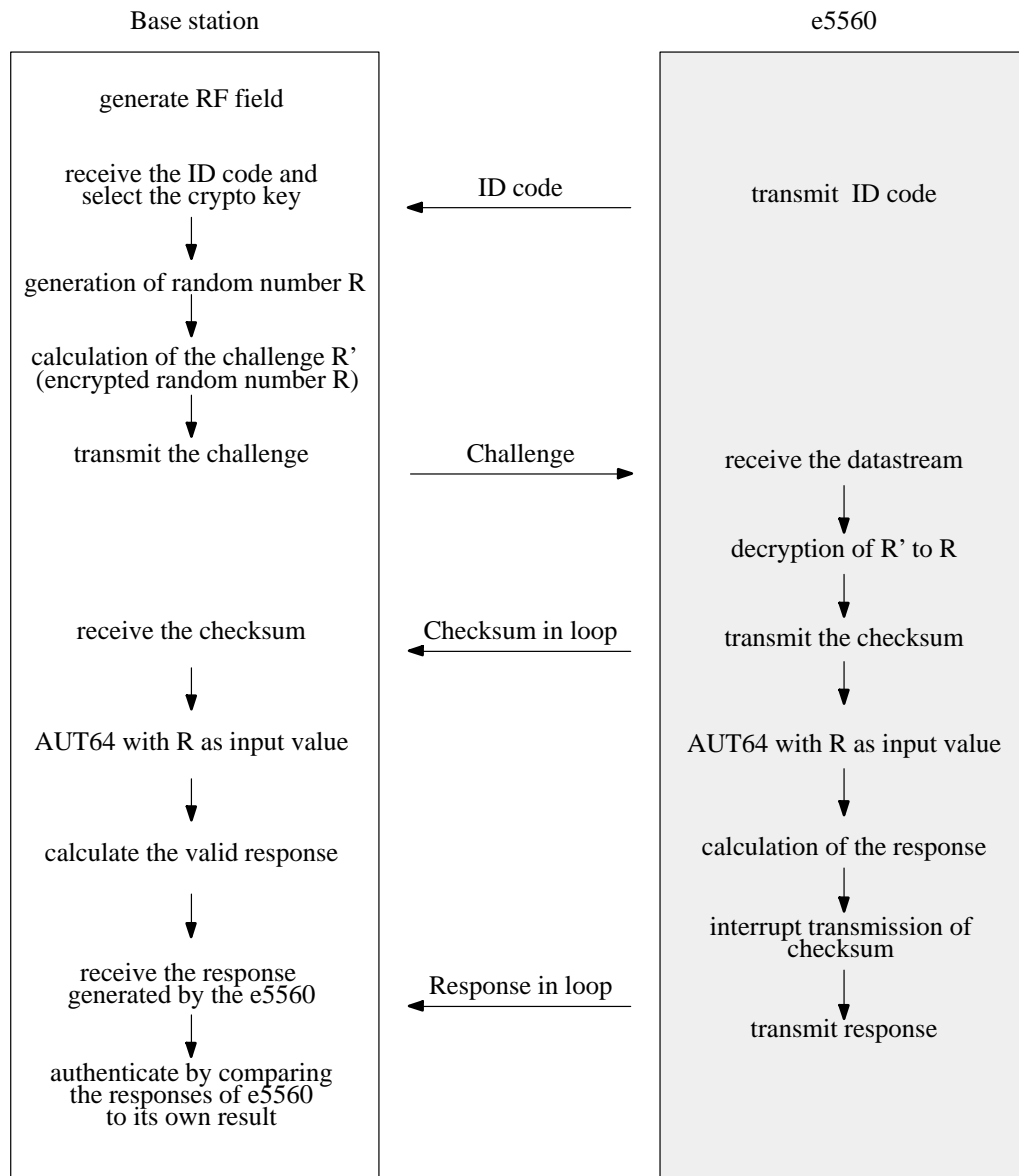 Base station
e5560
generate RF field
receive the ID code and
select the crypto key
ID code
transmit ID code
generation of random number R
calculation of the challenge R’
(encrypted random number R)
transmit the challenge
Challenge
receive the datastream
decryption of R’ to R
receive the checksum
Checksum in loop
transmit the checksum
AUT64 with R as input value
AUT64 with R as input value
calculate the valid response
calculation of the response
interrupt transmission of
checksum
receive the response
generated by the e5560
Response in loop
transmit response
authenticate by comparing
the responses of e5560
to its own result